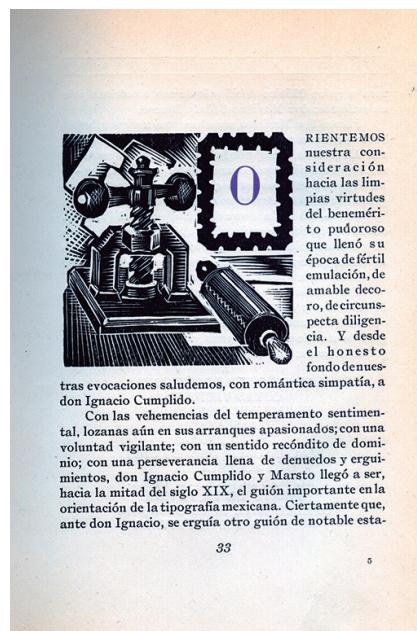 O
RIENTEMOS
nuestra con-
sideración
hacia las lim-
pias virtudes
del beneméri-
to pudoroso
que llenó su
época de fértil
emulación, de
amable deco-
ro, de circuns-
pecta diligen-
cia. Y desde
el honesto
fondo de nues-
tras evocaciones saludemos, con romántica simpatía, a
don Ignacio Cumplido.
Con las vehemencias del temperamento sentimen-
tal, lozanas aún en sus arranques apasionados; con una
voluntad vigilante; con un sentido recóndito de domi-
nio; con una perseverancia llena de denuedos y ergui-
mientos, don Ignacio Cumplido y Marsto llegó a ser,
hacia la mitad del siglo XIX, el guión importante en la
orientación de la tipografía mexicana. Ciertamente que,
ante don Ignacio, se erguía otro guión de notable esta-
33
5